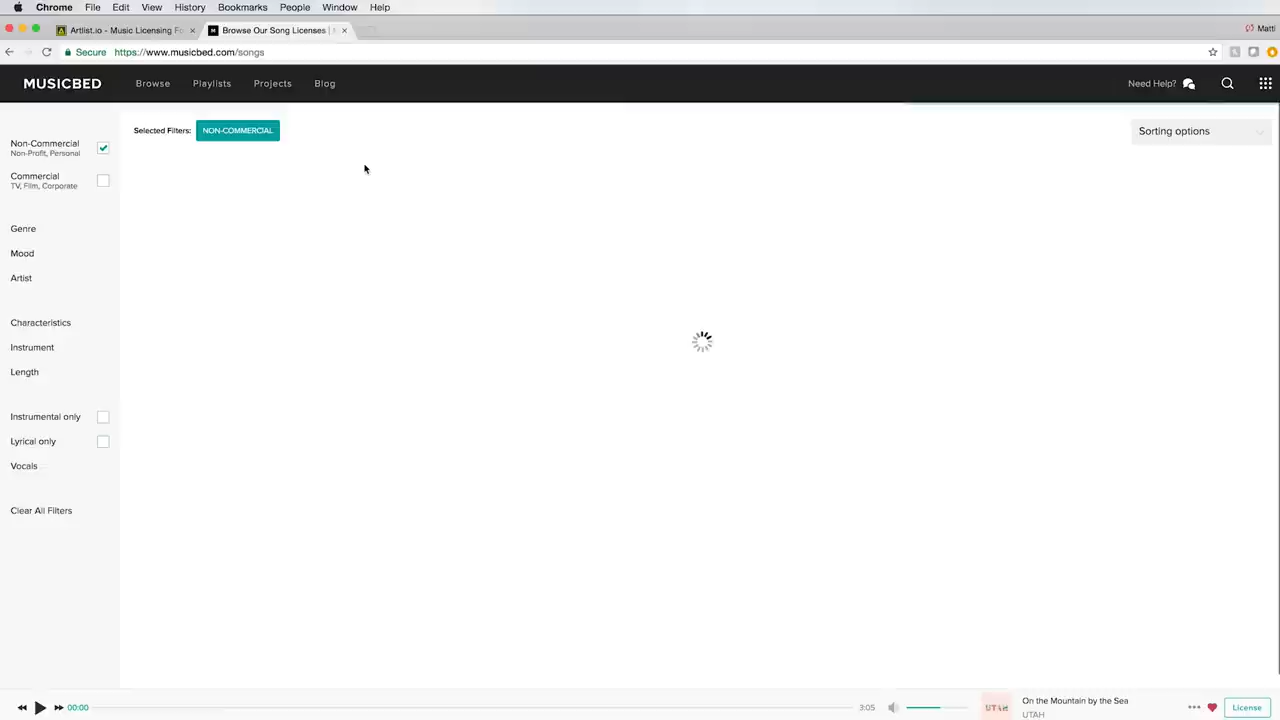 Chrome File Edit View History Bookmarks People Window Help
Artlist.io - Music Licensing Fo
Browse Our Song Licenses |
Matti
Secure https://www.musicbed.com/songs
MUSICBED Browse Playlists Projects Blog Need Help?
Selected Filters: NON-COMMERCIAL
Sorting options
Non-Commercial
Non-Profit, Personal
Commercial
TV, Film, Corporate
Genre
Mood
Artist
Characteristics
Instrument
Length
Instrumental only
Lyrical only
Vocals
Clear All Filters
00:00
3:05
UTAH
On the Mountain by the Sea
UTAH
License